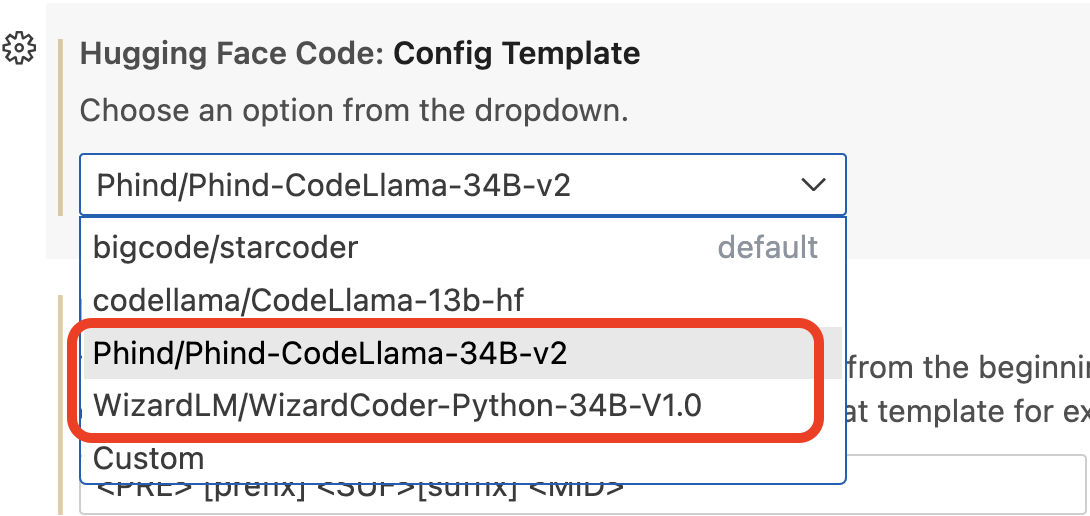 Hugging Face Code: Config Template
Choose an option from the dropdown.
Phind/Phind-CodeLlama-34B-v2
bigcode/starcoder default
codellama/CodeLlama-13b-hf
Phind/Phind-CodeLlama-34B-v2
from the beginnin
WizardLM/WizardCoder-Python-34B-V1.0
at template for ex
Custom
<PRE> [prefix] <SUF>[suffix] <MID>